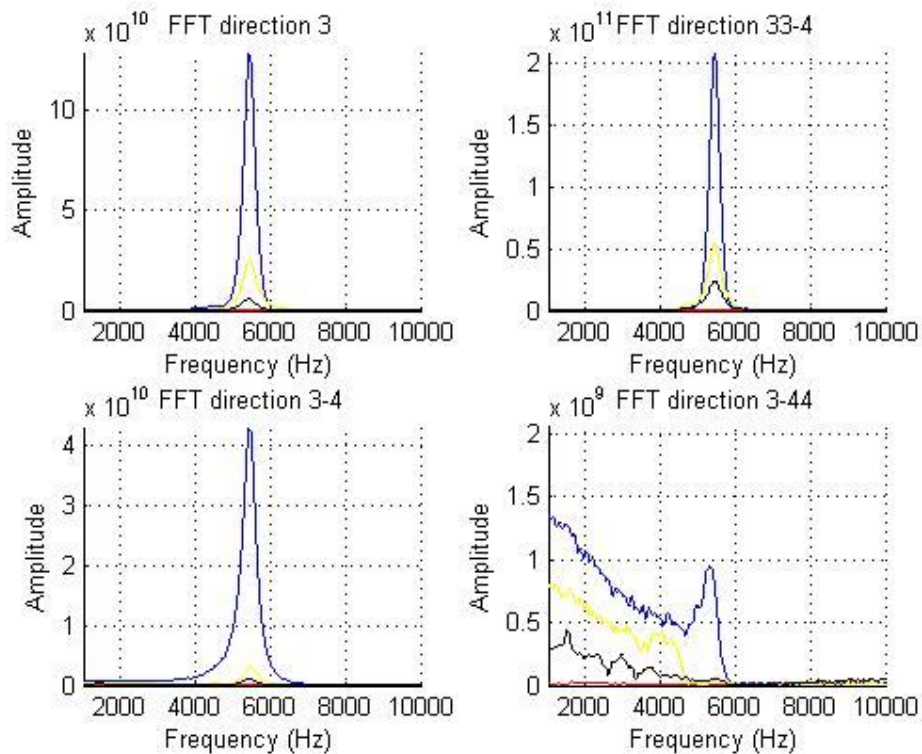 x 10^10 FFT direction 3
10
5
0
Amplitude
2000 4000 6000 8000 10000
Frequency (Hz)
x 10^11 FFT direction 33-4
2
1.5
1
0.5
0
Amplitude
2000 4000 6000 8000 10000
Frequency (Hz)
x 10^10 FFT direction 3-4
4
3
2
1
0
Amplitude
2000 4000 6000 8000 10000
Frequency (Hz)
x 10^9 FFT direction 3-44
2
1.5
1
0.5
0
Amplitude
2000 4000 6000 8000 10000
Frequency (Hz)